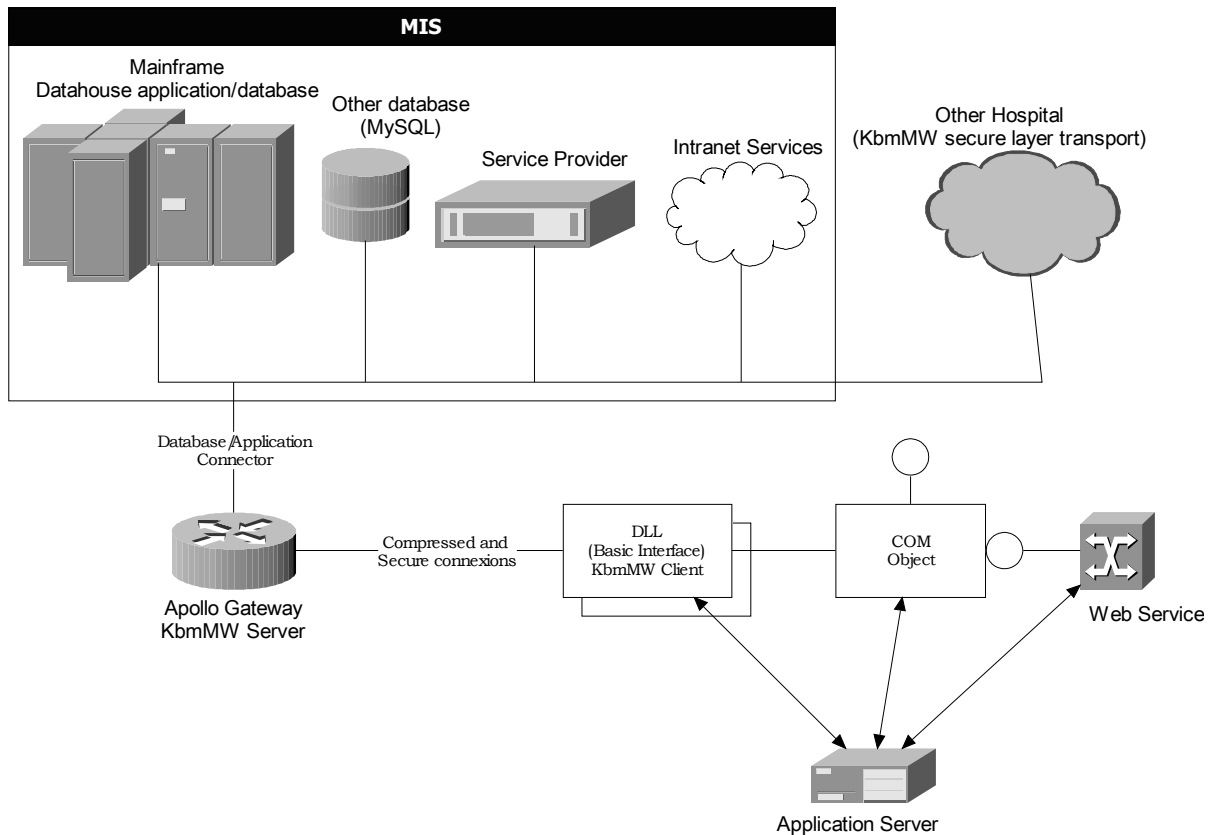 MIS
Mainframe
Datahouse application/database
Other database
(MySQL)
Service Provider
Intranet Services
Other Hospital
(KbmMW secure layer transport)
Database/Application
Connector
Compressed and
Secure connexions
DLL
(Basic Interface)
KbmMW Client
COM
Object
Apollo Gateway
KbmMW Server
Web Service
Application Server